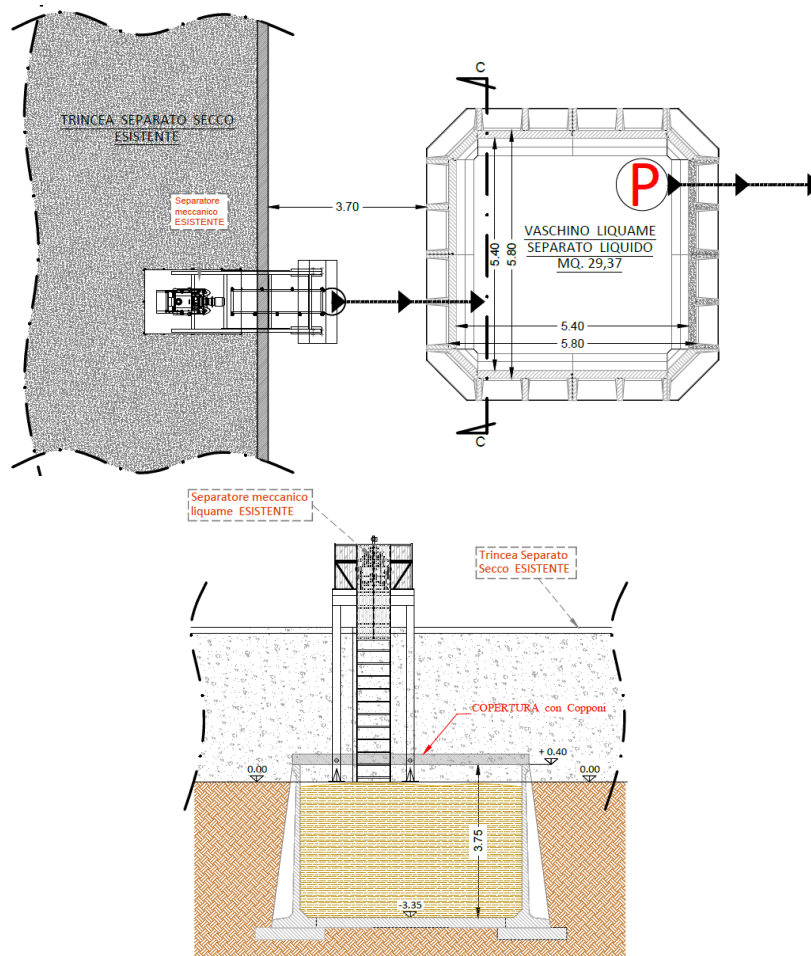 C
TRINCEA SEPARATO SECCO
ESISTENTE
Separatore
meccanico
ESISTENTE
3.70
P
VASCHINO LIQUAME
SEPARATO LIQUIDO
MQ. 29,37
5.40
5.80
5.40
5.80
C
Separatore meccanico
liquame ESISTENTE
Trincea Separato
Secco ESISTENTE
COPERTURA con Copponi
+ 0.40
0.00
0.00
3.75
-3.35